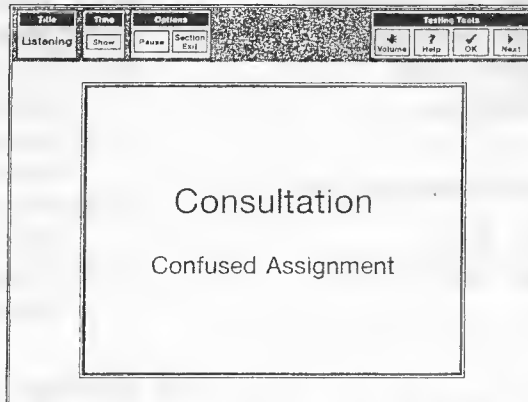 Title
Time
Options
Testing Tools
Listening
Show
Pause
Section
Exit
Volume
Help
OK
Next
Consultation
Confused Assignment